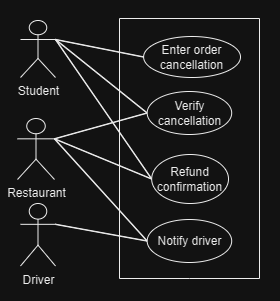 Student
Restaurant
Driver
Enter order
cancellation
Verify
cancellation
Refund
confirmation
Notify driver